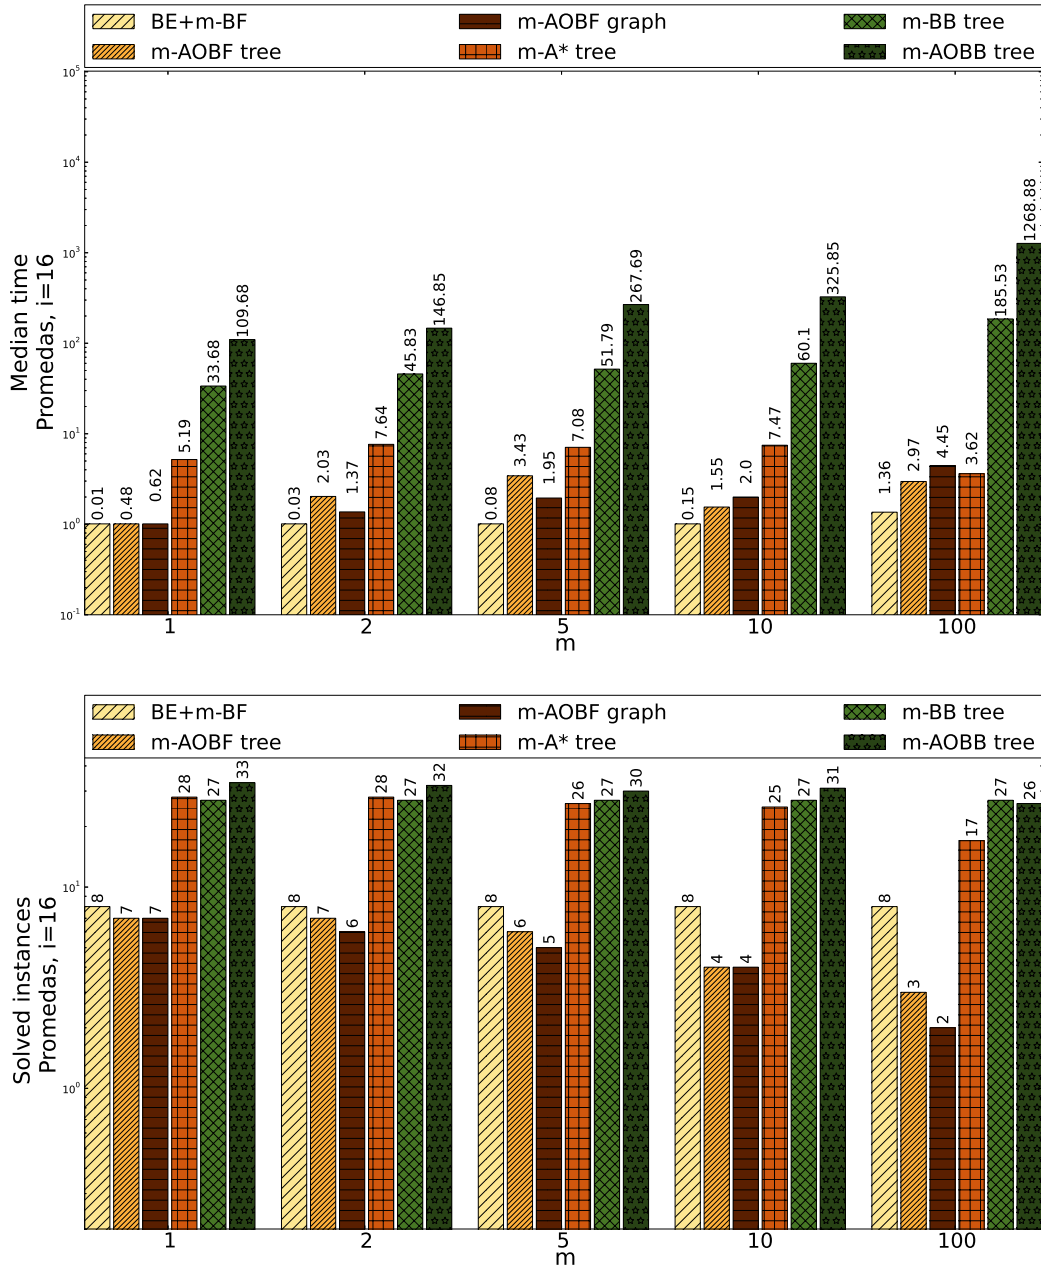 BE+m-BF m-AOBF graph m-BB tree
m-AOBF tree m-A* tree m-AOBB tree
Median time
Promedas, i=16
10^5
10^4
10^3
10^2
10^1
10^0
10^-1
0.01 0.48 0.62 5.19 33.68 109.68
0.03 2.03 1.37 7.64 45.83 146.85
0.08 3.43 1.95 7.08 51.79 267.69
0.15 1.55 2.0 7.47 60.1 325.85
1.36 2.97 4.45 3.62 185.53 1268.88
1 2 5 10 100
m
BE+m-BF m-AOBF graph m-BB tree
m-AOBF tree m-A* tree m-AOBB tree
Solved instances
Promedas, i=16
10^1
10^0
8 7 7 28 27 33
8 7 6 28 27 32
8 6 5 26 27 30
8 4 4 25 27 31
8 3 2 17 27 26
1 2 5 10 100
m